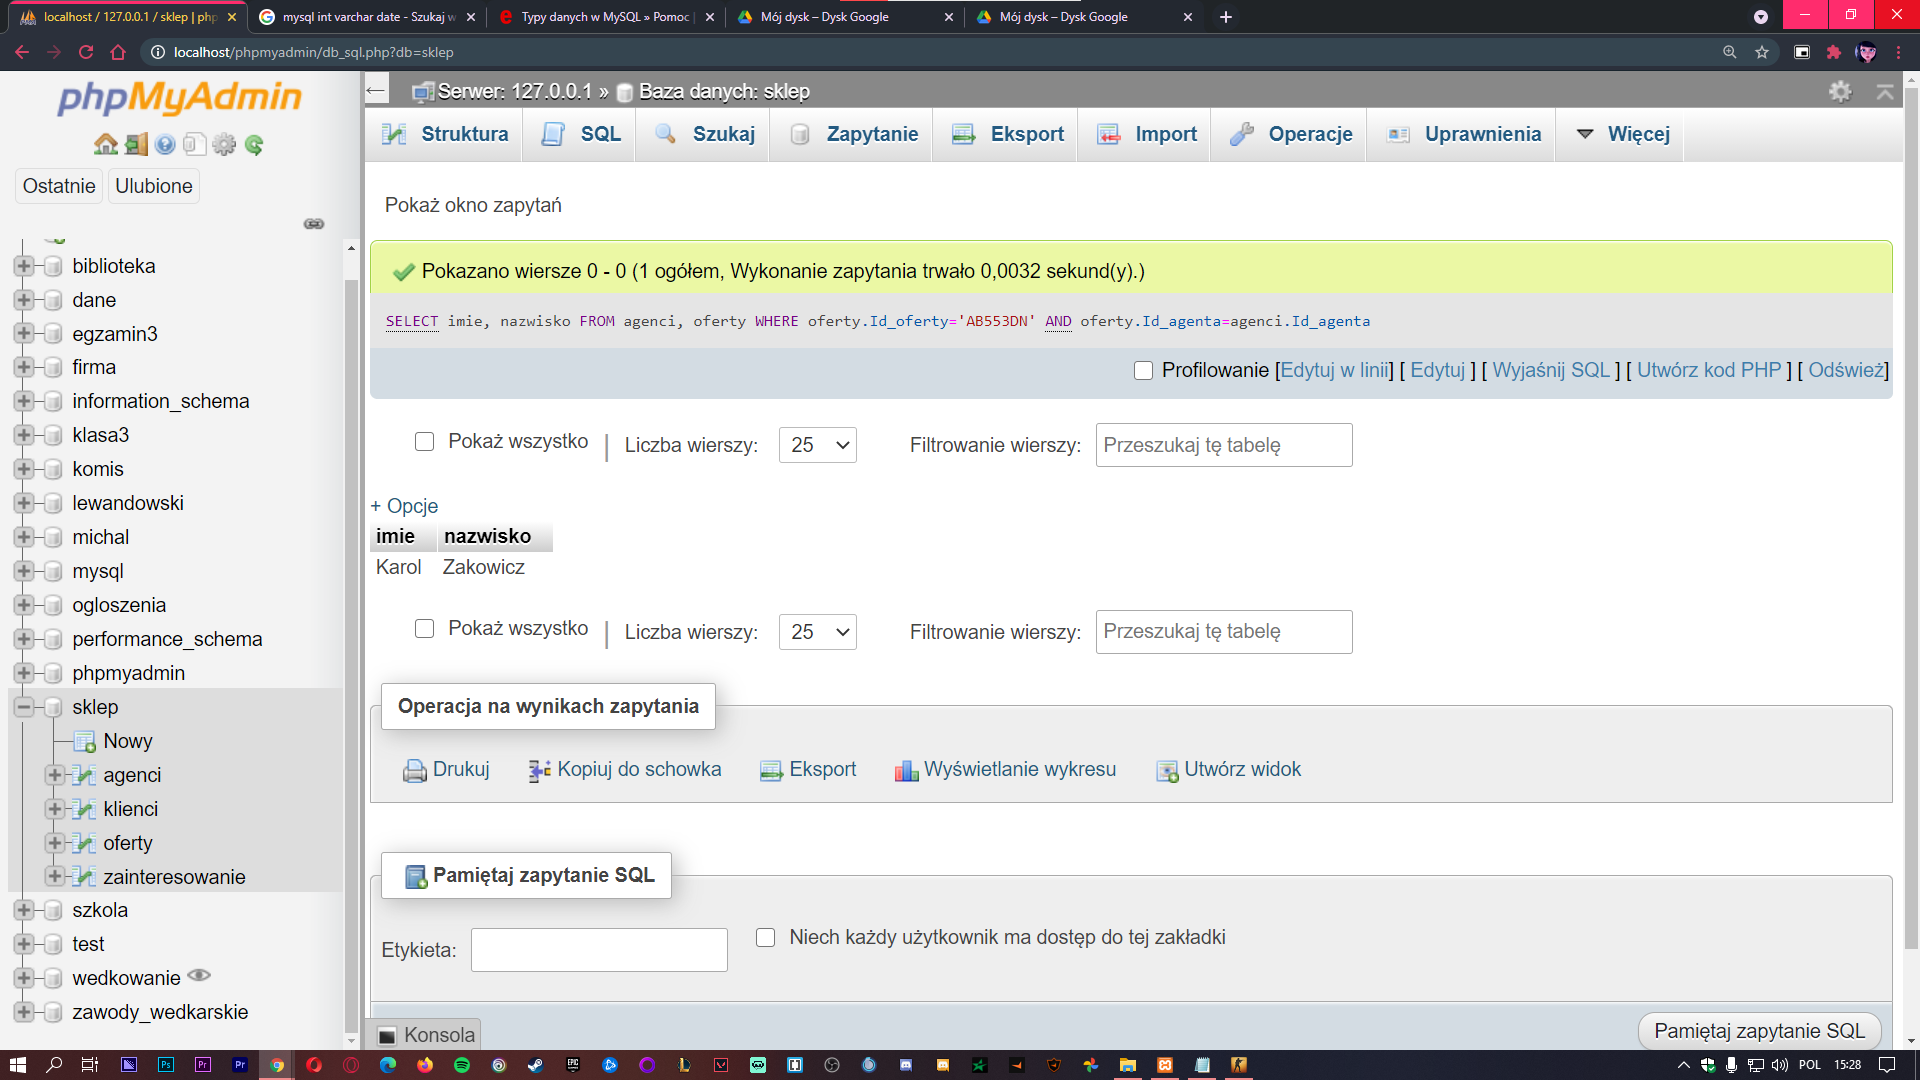 localhost / 127.0.0.1 / sklep | php
mysql int varchar date - Szukaj w
Typy danych w MySQL » Pomoc |
Mój dysk – Dysk Google
Mój dysk – Dysk Google
localhost/phpmyadmin/db_sql.php?db=sklep
phpMyAdmin
Ostatnie Ulubione
biblioteka
dane
egzamin3
firma
information_schema
klasa3
komis
lewandowski
michal
mysql
ogloszenia
performance_schema
phpmyadmin
sklep
Nowy
agenci
klienci
oferty
zainteresowanie
szkola
test
wedkowanie
zawody_wedkarskie
Serwer: 127.0.0.1 » Baza danych: sklep
Struktura SQL Szukaj Zapytanie Eksport Import Operacje Uprawnienia Więcej
Pokaż okno zapytań
Pokazano wiersze 0 - 0 (1 ogółem, Wykonanie zapytania trwało 0,0032 sekund(y).)
SELECT imie, nazwisko FROM agenci, oferty WHERE oferty.Id_oferty='AB553DN' AND oferty.Id_agenta=agenci.Id_agenta
Profilowanie [Edytuj w linii] [ Edytuj ] [ Wyjaśnij SQL ] [ Utwórz kod PHP ] [ Odśwież]
Pokaż wszystko | Liczba wierszy: 25 Filtrowanie wierszy: Przeszukaj tę tabelę
+ Opcje
imie nazwisko
Karol Zakowicz
Pokaż wszystko | Liczba wierszy: 25 Filtrowanie wierszy: Przeszukaj tę tabelę
Operacja na wynikach zapytania
Drukuj Kopiuj do schowka Eksport Wyświetlanie wykresu Utwórz widok
Pamiętaj zapytanie SQL
Etykieta: Niech każdy użytkownik ma dostęp do tej zakładki
Konsola
Pamiętaj zapytanie SQL
Ps Pr Pr EPIC POL 15:28